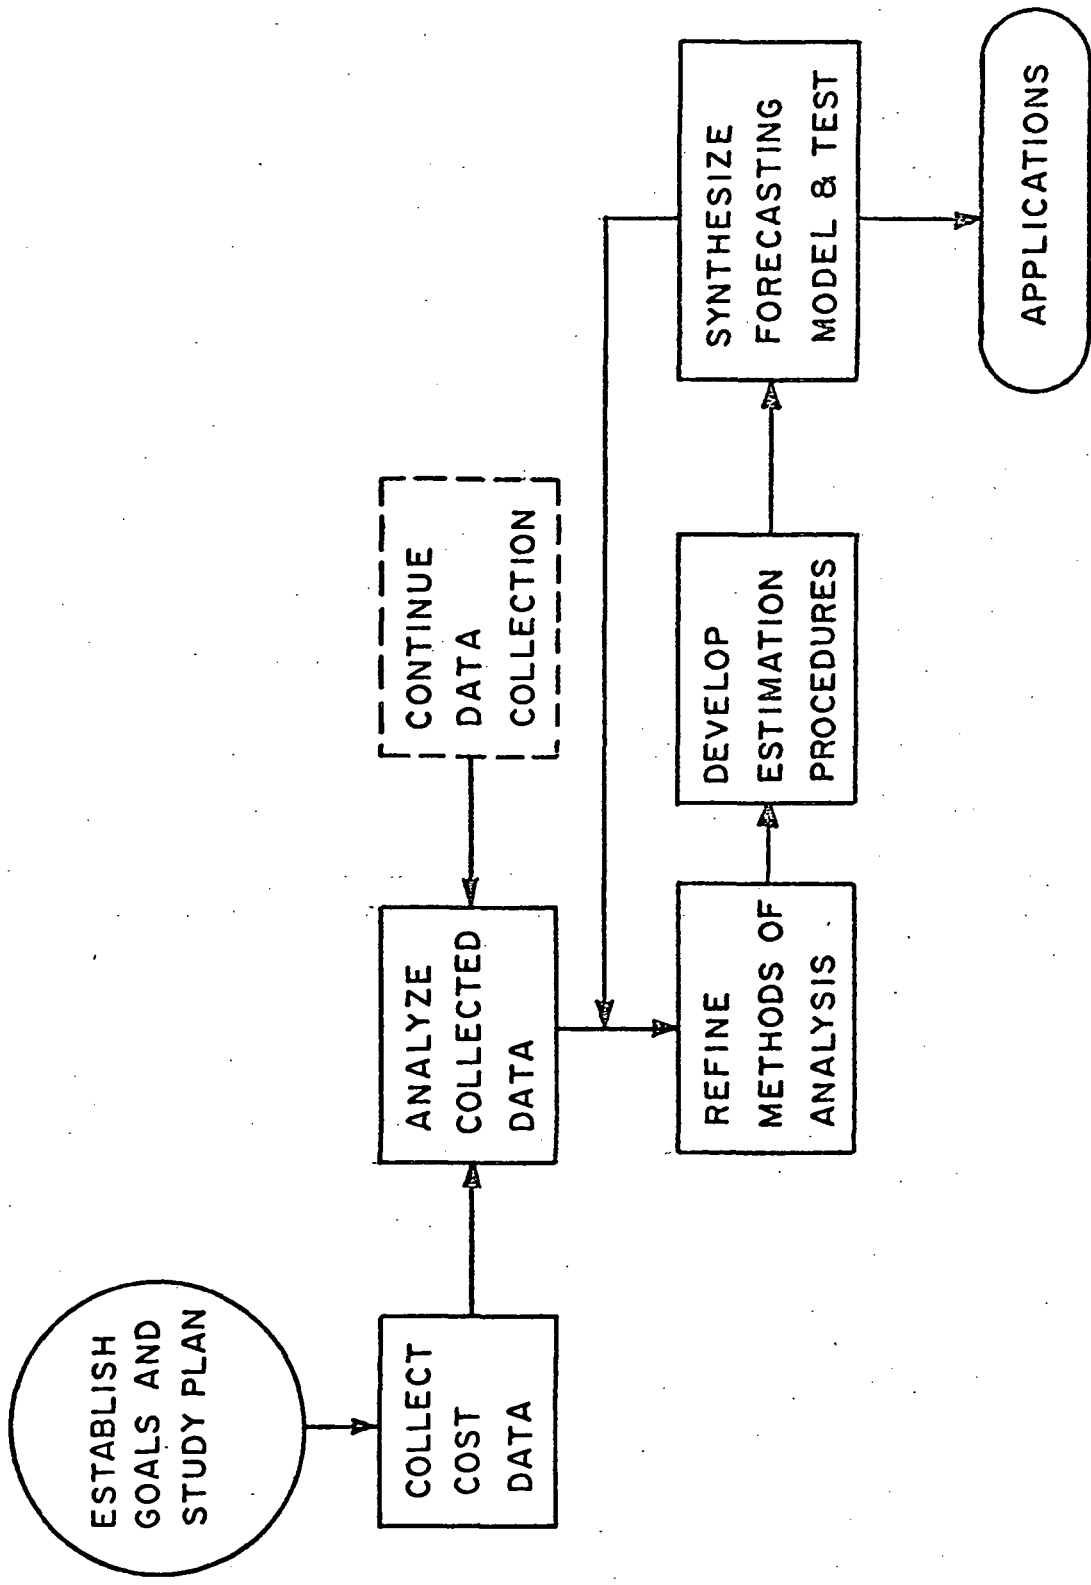 ESTABLISH
GOALS AND
STUDY PLAN
COLLECT
COST
DATA
ANALYZE
COLLECTED
DATA
CONTINUE
DATA
COLLECTION
REFINE
METHODS OF
ANALYSIS
DEVELOP
ESTIMATION
PROCEDURES
SYNTHESIZE
FORECASTING
MODEL & TEST
APPLICATIONS